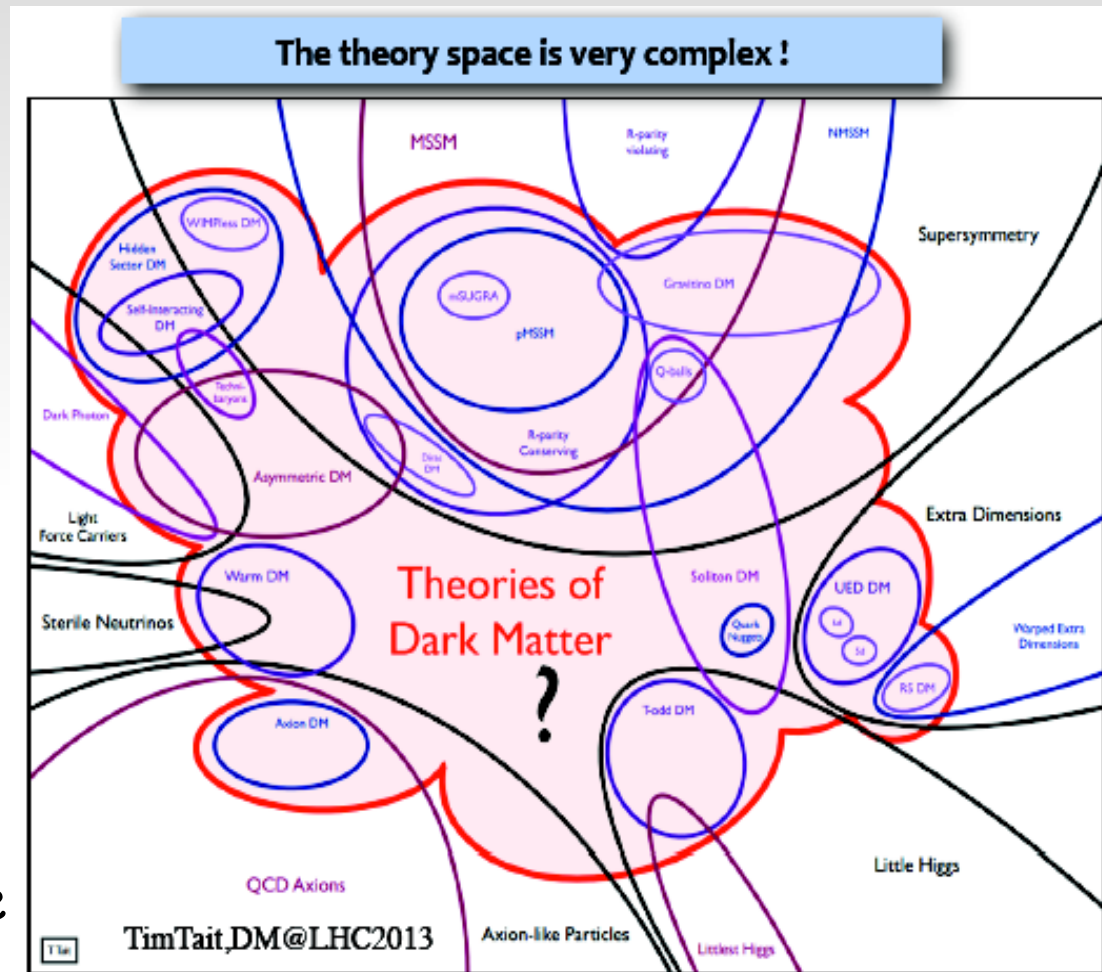 The theory space is very complex !
MSSM
R-parity
violating
NMSSM
Supersymmetry
WIMPless DM
Hidden
Sector DM
Self-Interacting
DM
mSUGRA
pMSSM
Gravitino DM
Q-balls
Techni-
baryons
Dark Photon
R-parity
Conserving
Dirac
DM
Asymmetric DM
Light
Force Carriers
Extra Dimensions
Warm DM
Theories of
Dark Matter
?
Soliton DM
UED DM
Sterile Neutrinos
Quark
Nuggets
Warped Extra
Dimensions
RS DM
Axion DM
T-odd DM
Little Higgs
QCD Axions
TimTait,DM@LHC2013
Axion-like Particles
Littlest Higgs